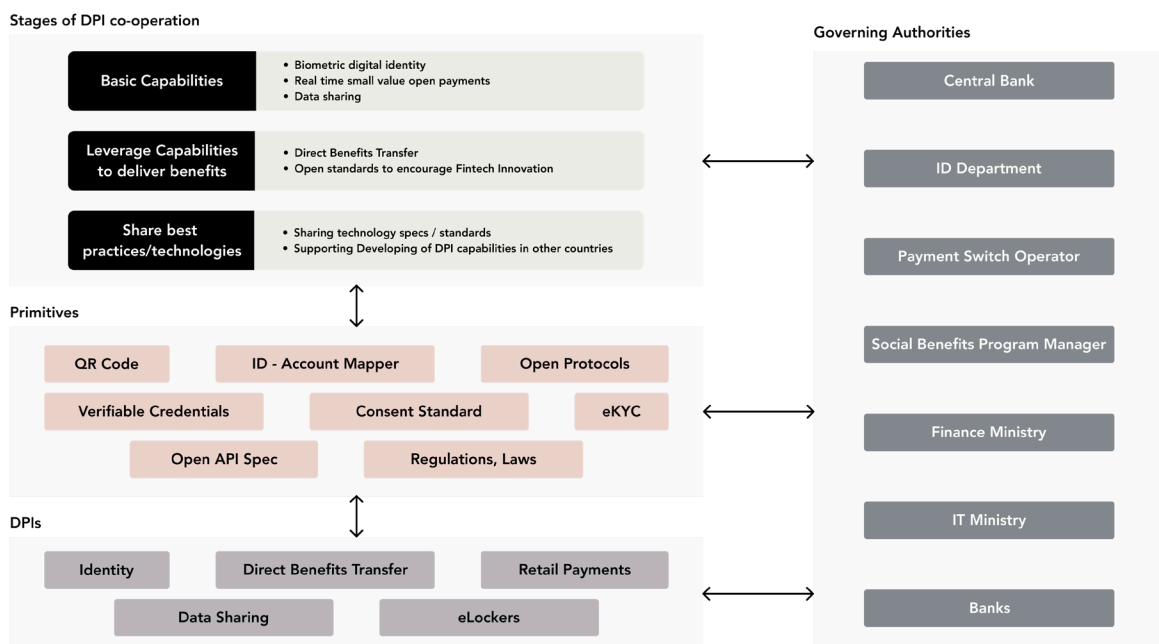 Stages of DPI co-operation
Basic Capabilities
• Biometric digital identity
• Real time small value open payments
• Data sharing
Leverage Capabilities
to deliver benefits
• Direct Benefits Transfer
• Open standards to encourage Fintech Innovation
Share best
practices/technologies
• Sharing technology specs / standards
• Supporting Developing of DPI capabilities in other countries
Primitives
QR Code
ID - Account Mapper
Open Protocols
Verifiable Credentials
Consent Standard
eKYC
Open API Spec
Regulations, Laws
DPIs
Identity
Direct Benefits Transfer
Retail Payments
Data Sharing
eLockers
Governing Authorities
Central Bank
ID Department
Payment Switch Operator
Social Benefits Program Manager
Finance Ministry
IT Ministry
Banks